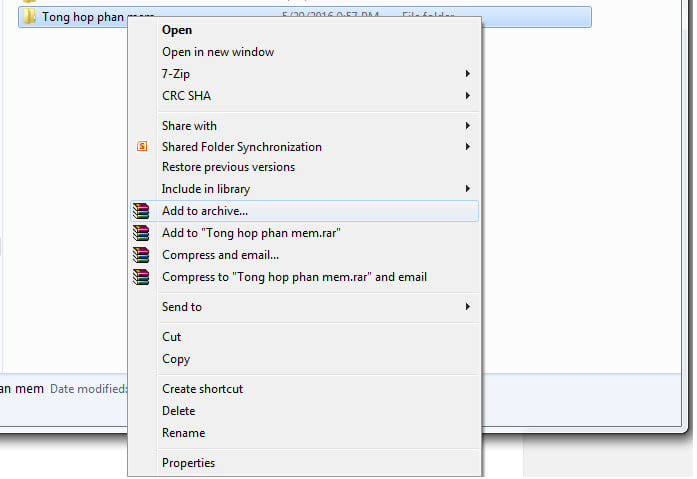 Tong hop phan mem
5/29/2016 9:57 PM
File folder
Open
Open in new window
7-Zip
CRC SHA
Share with
S
Shared Folder Synchronization
Restore previous versions
Include in library
Add to archive...
Add to "Tong hop phan mem.rar"
Compress and email...
Compress to "Tong hop phan mem.rar" and email
Send to
Cut
Copy
an mem Date modified:
Create shortcut
Delete
Rename
Properties